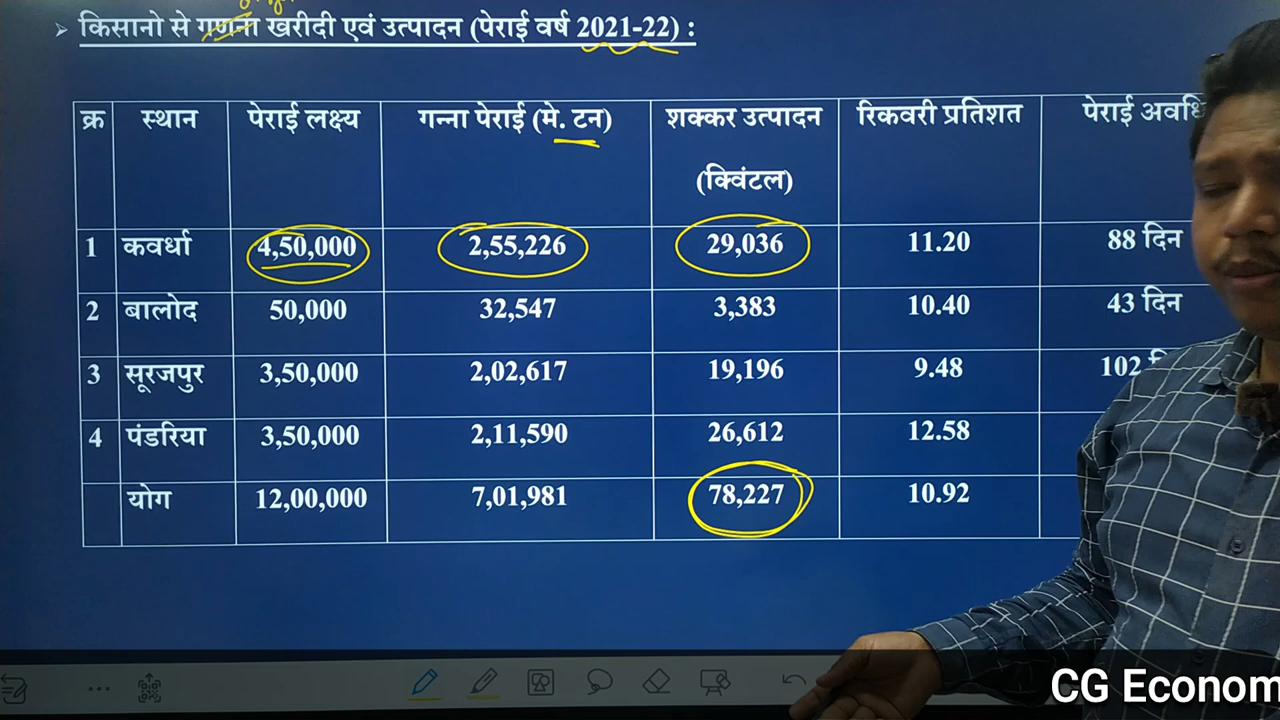 ➢ किसानो से गणना खरीदी एवं उत्पादन (पेराई वर्ष 2021-22) :
क्र स्थान पेराई लक्ष्य गन्ना पेराई (मे. टन) शक्कर उत्पादन (क्विंटल) रिकवरी प्रतिशत पेराई अवधि
1 कवर्धा 4,50,000 2,55,226 29,036 11.20 88 दिन
2 बालोद 50,000 32,547 3,383 10.40 43 दिन
3 सूरजपुर 3,50,000 2,02,617 19,196 9.48 102
4 पंडरिया 3,50,000 2,11,590 26,612 12.58
योग 12,00,000 7,01,981 78,227 10.92
CG Econom